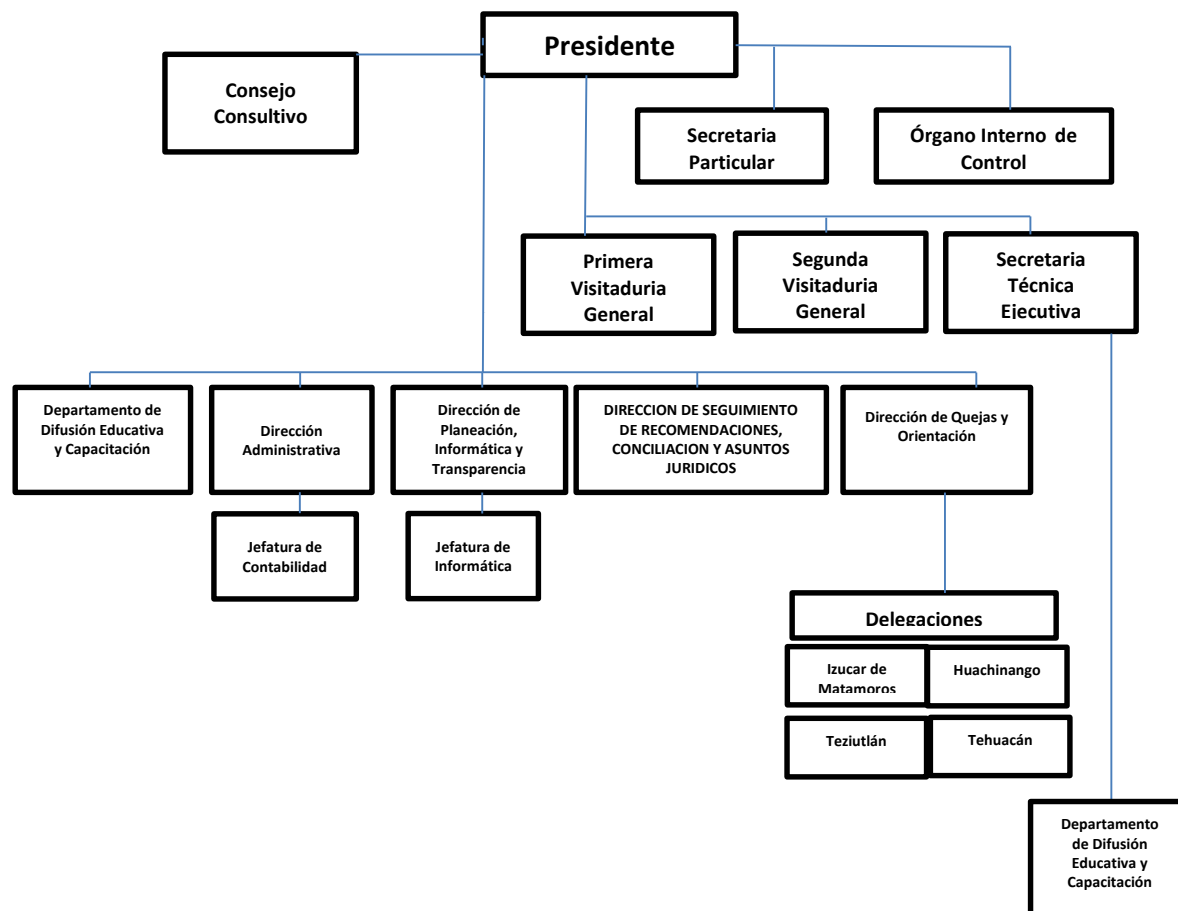 Presidente
Consejo
Consultivo
Secretaria
Particular
Órgano Interno de
Control
Primera
Visitaduria
General
Segunda
Visitaduria
General
Secretaria
Técnica
Ejecutiva
Departamento de
Difusión Educativa
y Capacitación
Dirección
Administrativa
Dirección de
Planeación,
Informática y
Transparencia
DIRECCION DE SEGUIMIENTO
DE RECOMENDACIONES,
CONCILIACION Y ASUNTOS
JURIDICOS
Dirección de Quejas y
Orientación
Jefatura de
Contabilidad
Jefatura de
Informática
Delegaciones
Izucar de
Matamoros
Huachinango
Teziutlán
Tehuacán
Departamento
de Difusión
Educativa y
Capacitación